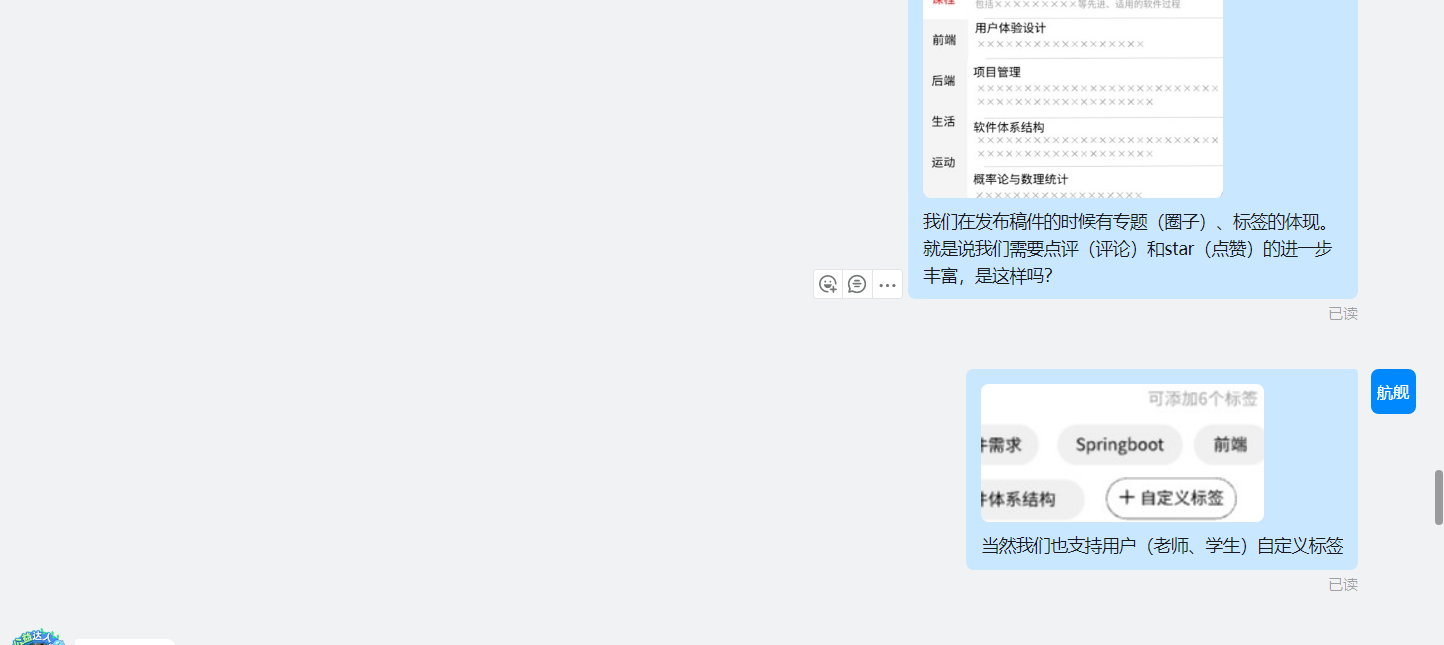 课程
包括×××××××××等先进、适用的软件过程
前端
用户体验设计
××××××××××××××××××
后端
项目管理
××××××××××××××××××××××××××
×××××××××××××××××××
生活
软件体系结构
××××××××××××××××××××××××××
×××××××××××××××××××
运动
概率论与数理统计
××××××××××××××××××
我们在发布稿件的时候有专题（圈子）、标签的体现。
就是说我们需要点评（评论）和star（点赞）的进一步
丰富，是这样吗？
已读
航舰
可添加6个标签
件需求
Springboot
前端
件体系结构
+ 自定义标签
当然我们也支持用户（老师、学生）自定义标签
已读
公益达人